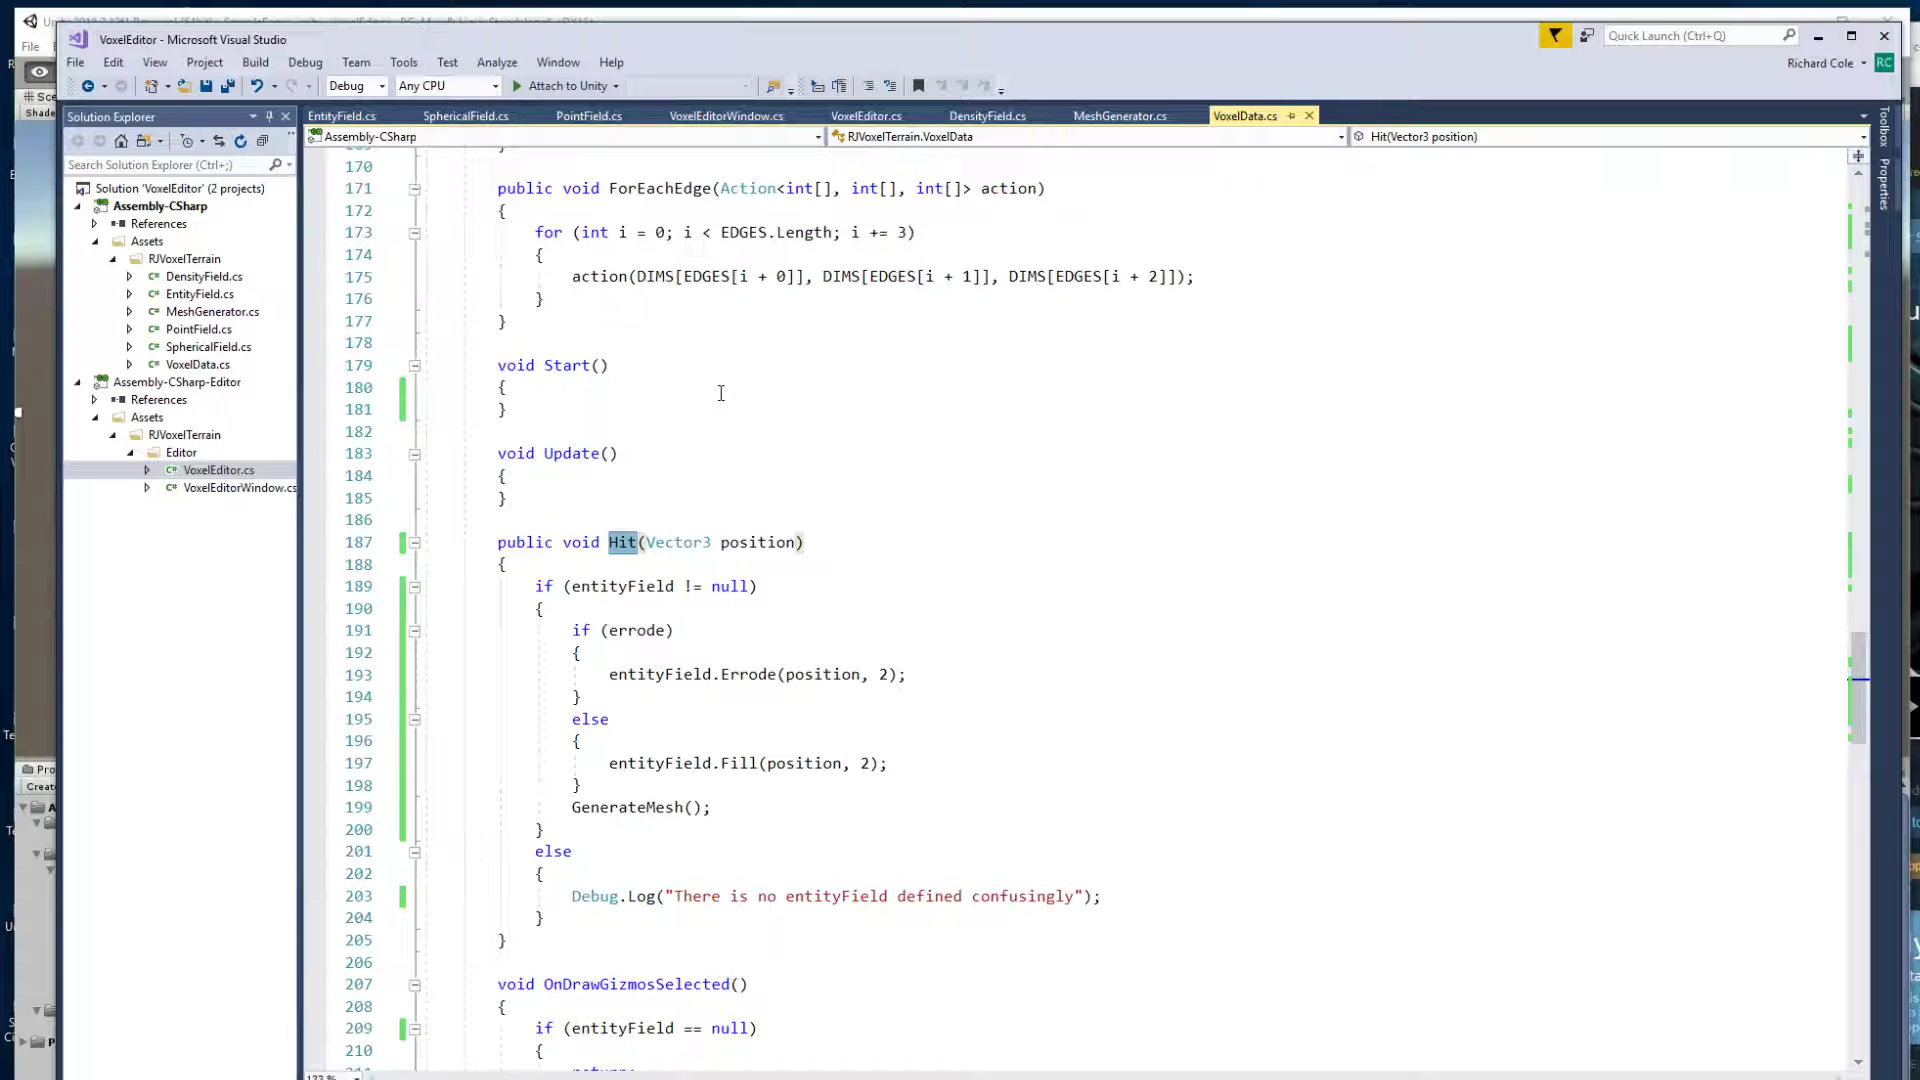 VoxelEditor - Microsoft Visual Studio
Quick Launch (Ctrl+Q)
File Edit View Project Build Debug Team Tools Test Analyze Window Help
Richard Cole RC
Debug Any CPU Attach to Unity
Solution Explorer
EntityField.cs SphericalField.cs PointField.cs VoxelEditorWindow.cs VoxelEditor.cs DensityField.cs MeshGenerator.cs VoxelData.cs
Assembly-CSharp RJVoxelTerrain.VoxelData Hit(Vector3 position)
Search Solution Explorer (Ctrl+;)
Solution 'VoxelEditor' (2 projects)
Assembly-CSharp
References
Assets
RJVoxelTerrain
DensityField.cs
EntityField.cs
MeshGenerator.cs
PointField.cs
SphericalField.cs
VoxelData.cs
Assembly-CSharp-Editor
References
Assets
RJVoxelTerrain
Editor
VoxelEditor.cs
VoxelEditorWindow.cs
Toolbox
Properties
170
171 public void ForEachEdge(Action<int[], int[], int[]> action)
172 {
173 for (int i = 0; i < EDGES.Length; i += 3)
174 {
175 action(DIMS[EDGES[i + 0]], DIMS[EDGES[i + 1]], DIMS[EDGES[i + 2]]);
176 }
177 }
178
179 void Start()
180 {
181 }
182
183 void Update()
184 {
185 }
186
187 public void Hit(Vector3 position)
188 {
189 if (entityField != null)
190 {
191 if (errode)
192 {
193 entityField.Errode(position, 2);
194 }
195 else
196 {
197 entityField.Fill(position, 2);
198 }
199 GenerateMesh();
200 }
201 else
202 {
203 Debug.Log("There is no entityField defined confusingly");
204 }
205 }
206
207 void OnDrawGizmosSelected()
208 {
209 if (entityField == null)
210 {
File
Sce
Shade
Pro
Create